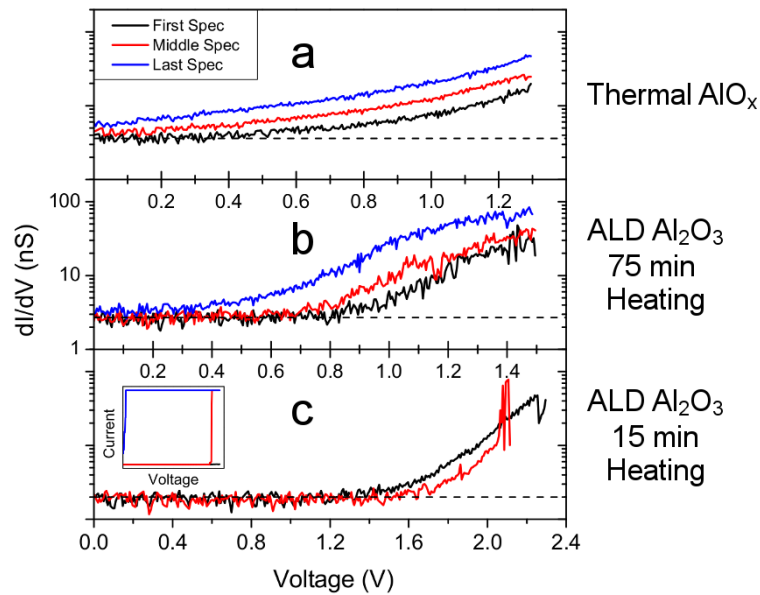 First Spec
Middle Spec
Last Spec
a
Thermal AlOₓ
0.2 0.4 0.6 0.8 1.0 1.2
dI/dV (nS)
100
10
1
b
ALD Al₂O₃
75 min
Heating
0.2 0.4 0.6 0.8 1.0 1.2 1.4
Current
Voltage
c
ALD Al₂O₃
15 min
Heating
0.0 0.4 0.8 1.2 1.6 2.0 2.4
Voltage (V)